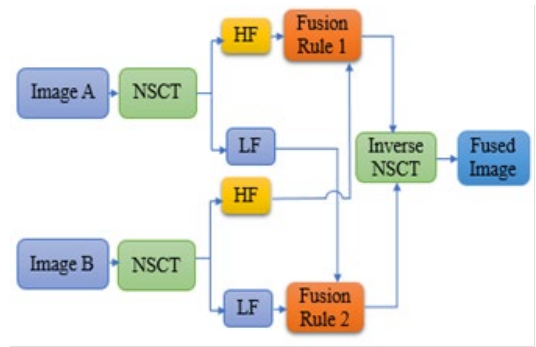 HF
Fusion
Rule 1
Image A
NSCT
LF
Inverse
NSCT
Fused
Image
HF
Image B
NSCT
LF
Fusion
Rule 2